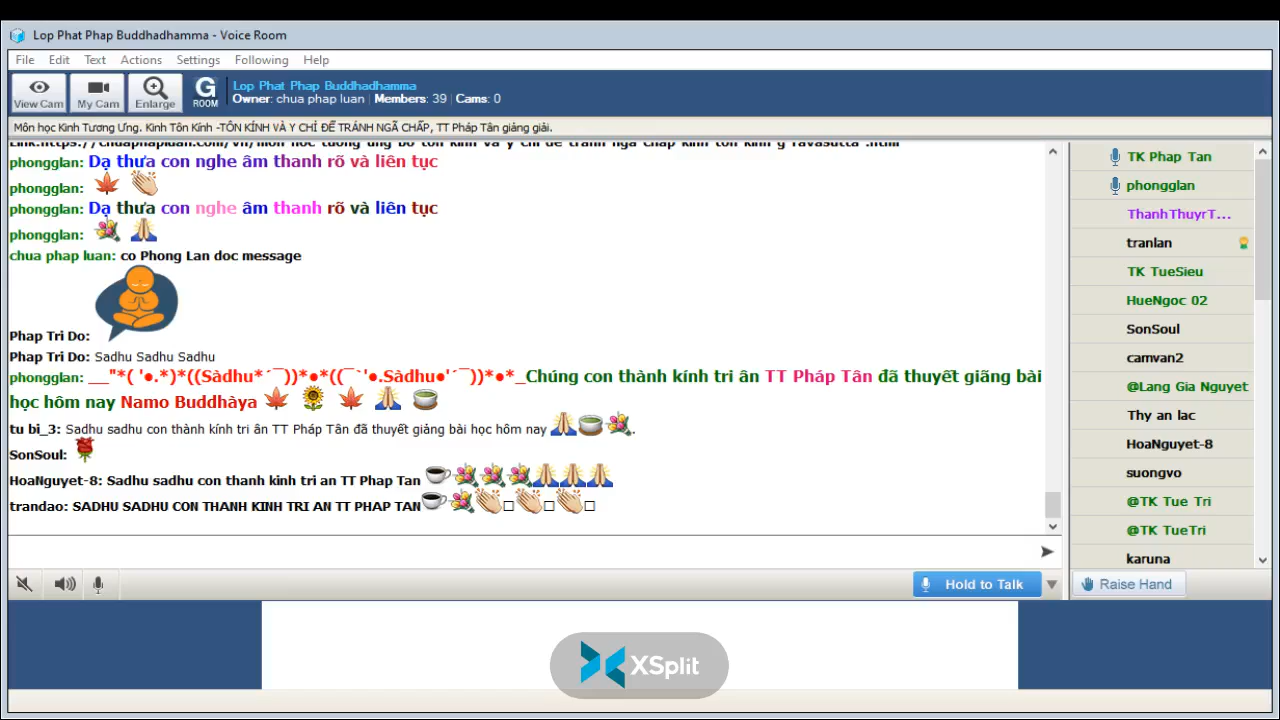 Lop Phat Phap Buddhadhamma - Voice Room
File Edit Text Actions Settings Following Help
View Cam My Cam Enlarge G ROOM
Lop Phat Phap Buddhadhamma
Owner: chua phap luan | Members: 39 | Cams: 0
Môn học Kinh Tương Ưng. Kinh Tôn Kính -TÔN KÍNH VÀ Y CHỈ ĐỂ TRÁNH NGÃ CHẤP, TT Pháp Tân giảng giải.
phongglan: Dạ thưa con nghe âm thanh rõ và liên tục
phongglan:
phongglan: Dạ thưa con nghe âm thanh rõ và liên tục
phongglan:
chua phap luan: co Phong Lan doc message
Phap Tri Do:
Phap Tri Do: Sadhu Sadhu Sadhu
phongglan: __"*( '●.*)*((Sàdhu*´¯))*●*((¯`'●.Sàdhu●'´¯))*●*_Chúng con thành kính tri ân TT Pháp Tân đã thuyết giãng bài
học hôm nay Namo Buddhàya
tu bi_3: Sadhu sadhu con thành kính tri ân TT Pháp Tân đã thuyết giảng bài học hôm nay .
SonSoul:
HoaNguyet-8: Sadhu sadhu con thanh kinh tri an TT Phap Tan
trandao: SADHU SADHU CON THANH KINH TRI AN TT PHAP TAN
TK Phap Tan
phongglan
ThanhThuyrT...
tranlan
TK TueSieu
HueNgoc 02
SonSoul
camvan2
@Lang Gia Nguyet
Thy an lac
HoaNguyet-8
suongvo
@TK Tue Tri
@TK TueTri
karuna
Hold to Talk
Raise Hand
XSplit